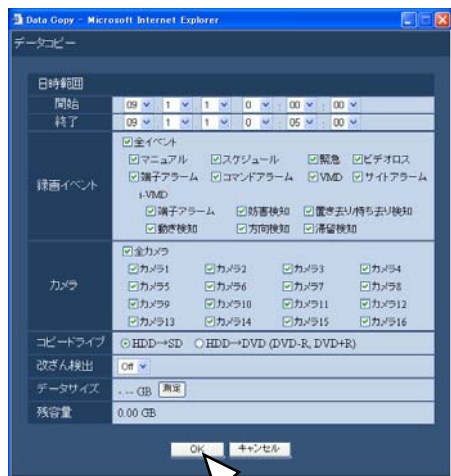 Data Copy - Microsoft Internet Explorer
データコピー
日時範囲
開始 09 . 1 1 0 : 00 : 00
終了 09 . 1 1 0 : 05 : 00
録画イベント
全イベント
マニュアル スケジュール 緊急 ビデオロス
端子アラーム コマンドアラーム VMD サイトアラーム
i-VMD
端子アラーム 妨害検知 置き去り/持ち去り検知
動き検知 方向検知 滞留検知
カメラ
全カメラ
カメラ1 カメラ2 カメラ3 カメラ4
カメラ5 カメラ6 カメラ7 カメラ8
カメラ9 カメラ10 カメラ11 カメラ12
カメラ13 カメラ14 カメラ15 カメラ16
コピードライブ HDD→SD HDD→DVD (DVD-R, DVD+R)
改ざん検出 Off
データサイズ -.-- GB 測定
残容量 0.00 GB
OK キャンセル